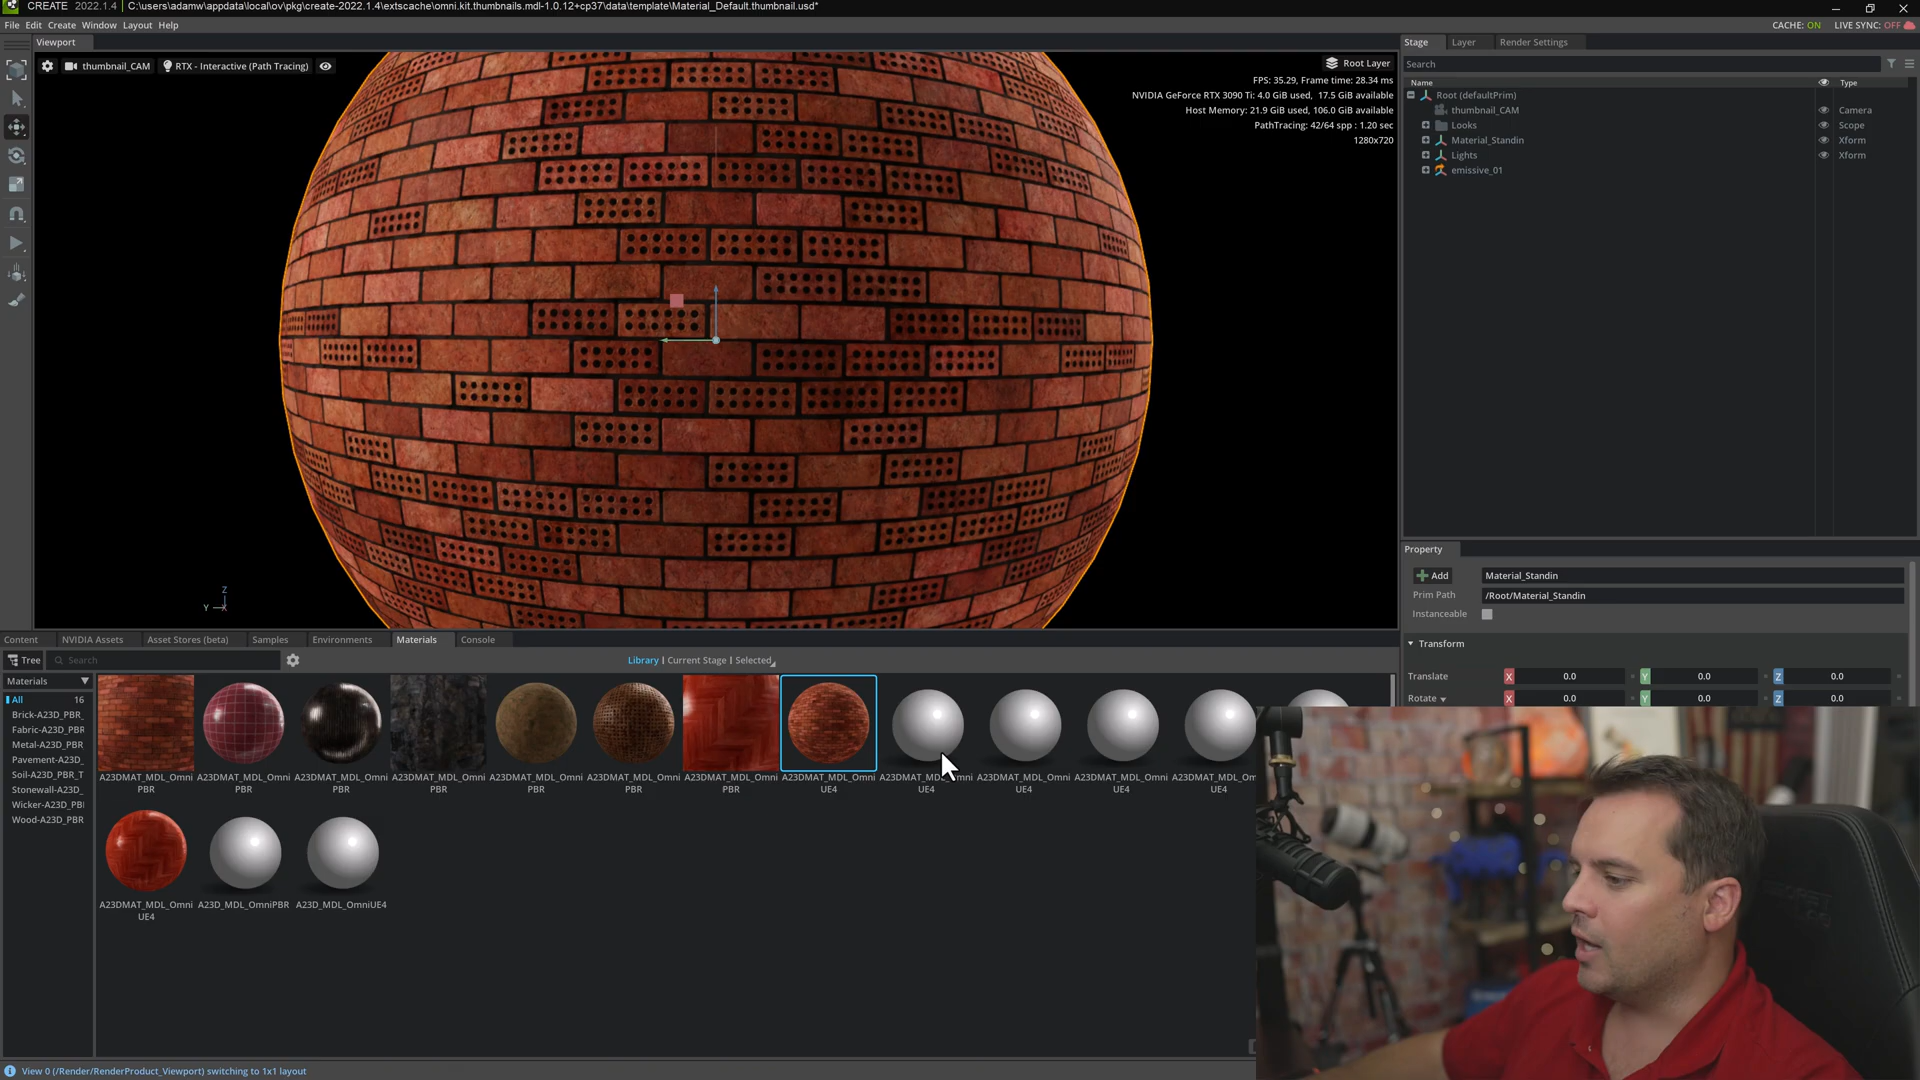 CREATE 2022.1.4 | C:\users\adamw\appdata\local\ov\pkg\create-2022.1.4\extscache\omni.kit.thumbnails.mdl-1.0.12+cp37\data\template\Material_Default.thumbnail.usd*
File Edit Create Window Layout Help
CACHE: ON LIVE SYNC: OFF
Viewport
Stage Layer Render Settings
thumbnail_CAM RTX - Interactive (Path Tracing)
Root Layer
FPS: 35.29, Frame time: 28.34 ms
NVIDIA GeForce RTX 3090 Ti: 4.0 GiB used, 17.5 GiB available
Host Memory: 21.9 GiB used, 106.0 GiB available
PathTracing: 42/64 spp : 1.20 sec
1280x720
Search
Name Type
Root (defaultPrim)
thumbnail_CAM Camera
Looks Scope
Material_Standin Xform
Lights Xform
emissive_01
Z
Y X
Property
Add Material_Standin
Prim Path /Root/Material_Standin
Instanceable
Transform
Translate X 0.0 Y 0.0 Z 0.0
Rotate X 0.0 Y 0.0 Z 0.0
Content NVIDIA Assets Asset Stores (beta) Samples Environments Materials Console
Tree Search Library | Current Stage | Selected
Materials
All 16
Brick-A23D_PBR_
Fabric-A23D_PBR
Metal-A23D_PBR
Pavement-A23D_
Soil-A23D_PBR_T
Stonewall-A23D_
Wicker-A23D_PBI
Wood-A23D_PBR
A23DMAT_MDL_Omni A23DMAT_MDL_Omni A23DMAT_MDL_Omni A23DMAT_MDL_Omni A23DMAT_MDL_Omni A23DMAT_MDL_Omni A23DMAT_MDL_Omni A23DMAT_MDL_Omni A23DMAT_MDL_Omni A23DMAT_MDL_Omni A23DMAT_MDL_Omni A23DMAT_MDL_On
PBR PBR PBR PBR PBR PBR PBR UE4 UE4 UE4 UE4 UE4
A23DMAT_MDL_Omni A23D_MDL_OmniPBR A23D_MDL_OmniUE4
UE4
View 0 (/Render/RenderProduct_Viewport) switching to 1x1 layout